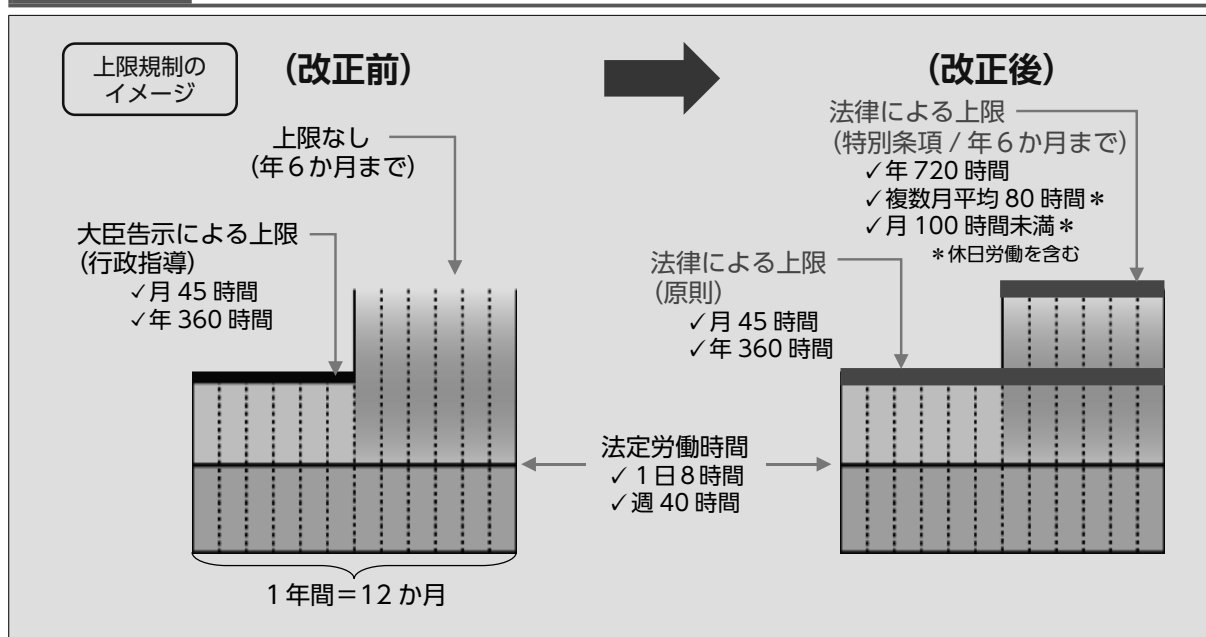 上限規制の
イメージ
(改正前)
上限なし
(年6か月まで)
大臣告示による上限
(行政指導)
✓月 45 時間
✓年 360 時間
1年間=12 か月
法定労働時間
✓1日8時間
✓週 40 時間
(改正後)
法律による上限
(特別条項 / 年6か月まで)
✓年 720 時間
✓複数月平均 80 時間*
✓月 100 時間未満*
*休日労働を含む
法律による上限
(原則)
✓月 45 時間
✓年 360 時間